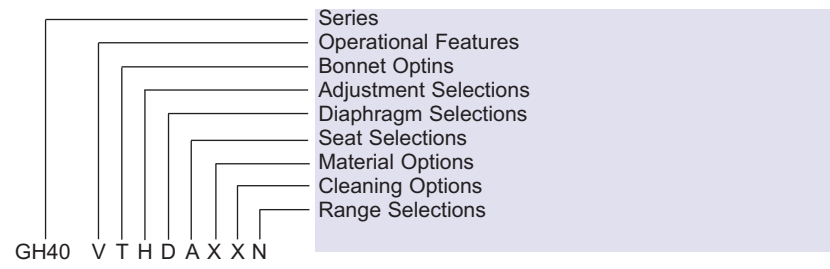 Series
Operational Features
Bonnet Optins
Adjustment Selections
Diaphragm Selections
Seat Selections
Material Options
Cleaning Options
Range Selections
GH40 V T H D A X X N